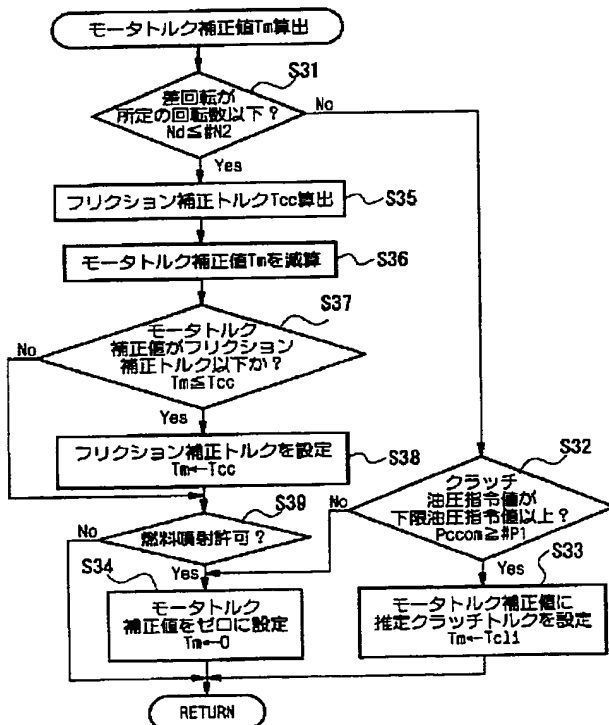 モータトルク補正値Tm算出
S31
差回転が
所定の回転数以下?
Nd≦#N2
No
Yes
フリクション補正トルクTcc算出
S35
モータトルク補正値Tmを減算
S36
S37
モータトルク
補正値がフリクション
補正トルク以下か?
Tm≦Tcc
No
Yes
フリクション補正トルクを設定
Tm←Tcc
S38
S32
クラッチ
油圧指令値が
下限油圧指令値以上?
Pccom≧#P1
No
Yes
S39
燃料噴射許可?
No
Yes
S34
モータトルク
補正値をゼロに設定
Tm←0
S33
モータトルク補正値に
推定クラッチトルクを設定
Tm←Tcli
RETURN